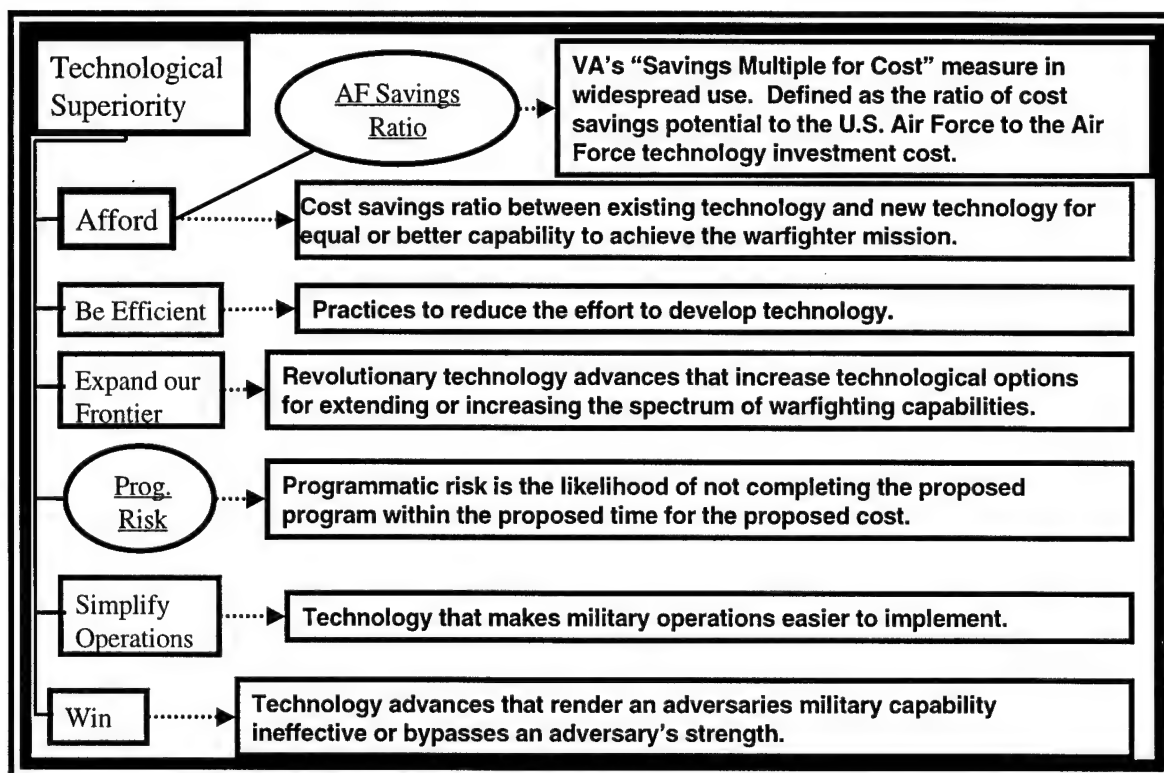 Technological
Superiority
AF Savings
Ratio
VA's “Savings Multiple for Cost” measure in
widespread use. Defined as the ratio of cost
savings potential to the U.S. Air Force to the Air
Force technology investment cost.
Afford
Cost savings ratio between existing technology and new technology for
equal or better capability to achieve the warfighter mission.
Be Efficient
Practices to reduce the effort to develop technology.
Expand our
Frontier
Revolutionary technology advances that increase technological options
for extending or increasing the spectrum of warfighting capabilities.
Prog.
Risk
Programmatic risk is the likelihood of not completing the proposed
program within the proposed time for the proposed cost.
Simplify
Operations
Technology that makes military operations easier to implement.
Win
Technology advances that render an adversaries military capability
ineffective or bypasses an adversary's strength.